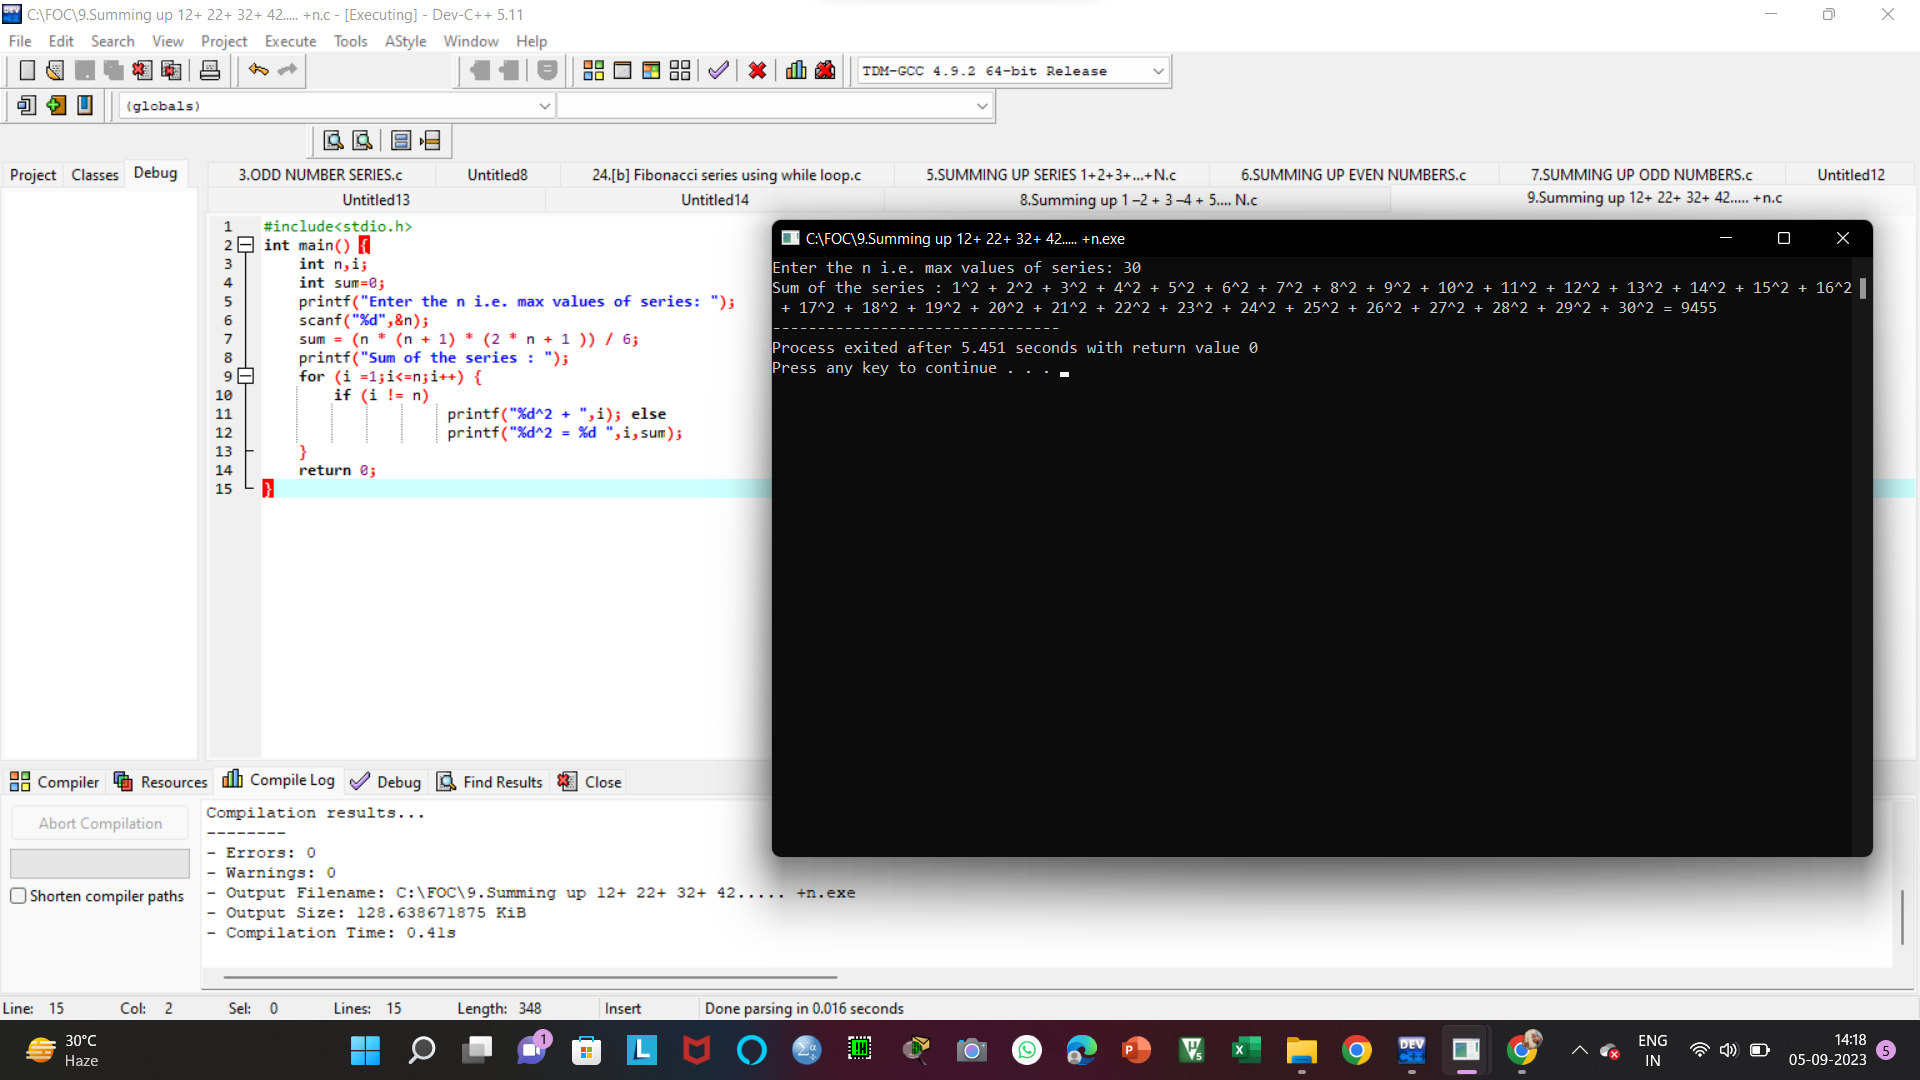 C:\FOC\9.Summing up 12+ 22+ 32+ 42..... +n.c - [Executing] - Dev-C++ 5.11
File Edit Search View Project Execute Tools AStyle Window Help
TDM-GCC 4.9.2 64-bit Release
(globals)
Project Classes Debug
3.ODD NUMBER SERIES.c Untitled8 24.[b] Fibonacci series using while loop.c 5.SUMMING UP SERIES 1+2+3+...+N.c 6.SUMMING UP EVEN NUMBERS.c 7.SUMMING UP ODD NUMBERS.c Untitled12
Untitled13 Untitled14 8.Summing up 1 –2 + 3 –4 + 5.... N.c 9.Summing up 12+ 22+ 32+ 42..... +n.c
1 #include<stdio.h>
2 int main() {
3 int n,i;
4 int sum=0;
5 printf("Enter the n i.e. max values of series: ");
6 scanf("%d",&n);
7 sum = (n * (n + 1) * (2 * n + 1 )) / 6;
8 printf("Sum of the series : ");
9 for (i =1;i<=n;i++) {
10 if (i != n)
11 printf("%d^2 + ",i); else
12 printf("%d^2 = %d ",i,sum);
13 }
14 return 0;
15 }
C:\FOC\9.Summing up 12+ 22+ 32+ 42..... +n.exe
Enter the n i.e. max values of series: 30
Sum of the series : 1^2 + 2^2 + 3^2 + 4^2 + 5^2 + 6^2 + 7^2 + 8^2 + 9^2 + 10^2 + 11^2 + 12^2 + 13^2 + 14^2 + 15^2 + 16^2
+ 17^2 + 18^2 + 19^2 + 20^2 + 21^2 + 22^2 + 23^2 + 24^2 + 25^2 + 26^2 + 27^2 + 28^2 + 29^2 + 30^2 = 9455
--------------------------------
Process exited after 5.451 seconds with return value 0
Press any key to continue . . .
Compiler Resources Compile Log Debug Find Results Close
Abort Compilation
Shorten compiler paths
Compilation results...
--------
- Errors: 0
- Warnings: 0
- Output Filename: C:\FOC\9.Summing up 12+ 22+ 32+ 42..... +n.exe
- Output Size: 128.638671875 KiB
- Compilation Time: 0.41s
Line: 15 Col: 2 Sel: 0 Lines: 15 Length: 348 Insert Done parsing in 0.016 seconds
30°C
Haze
1
DEV
ENG
IN
14:18
05-09-2023
5